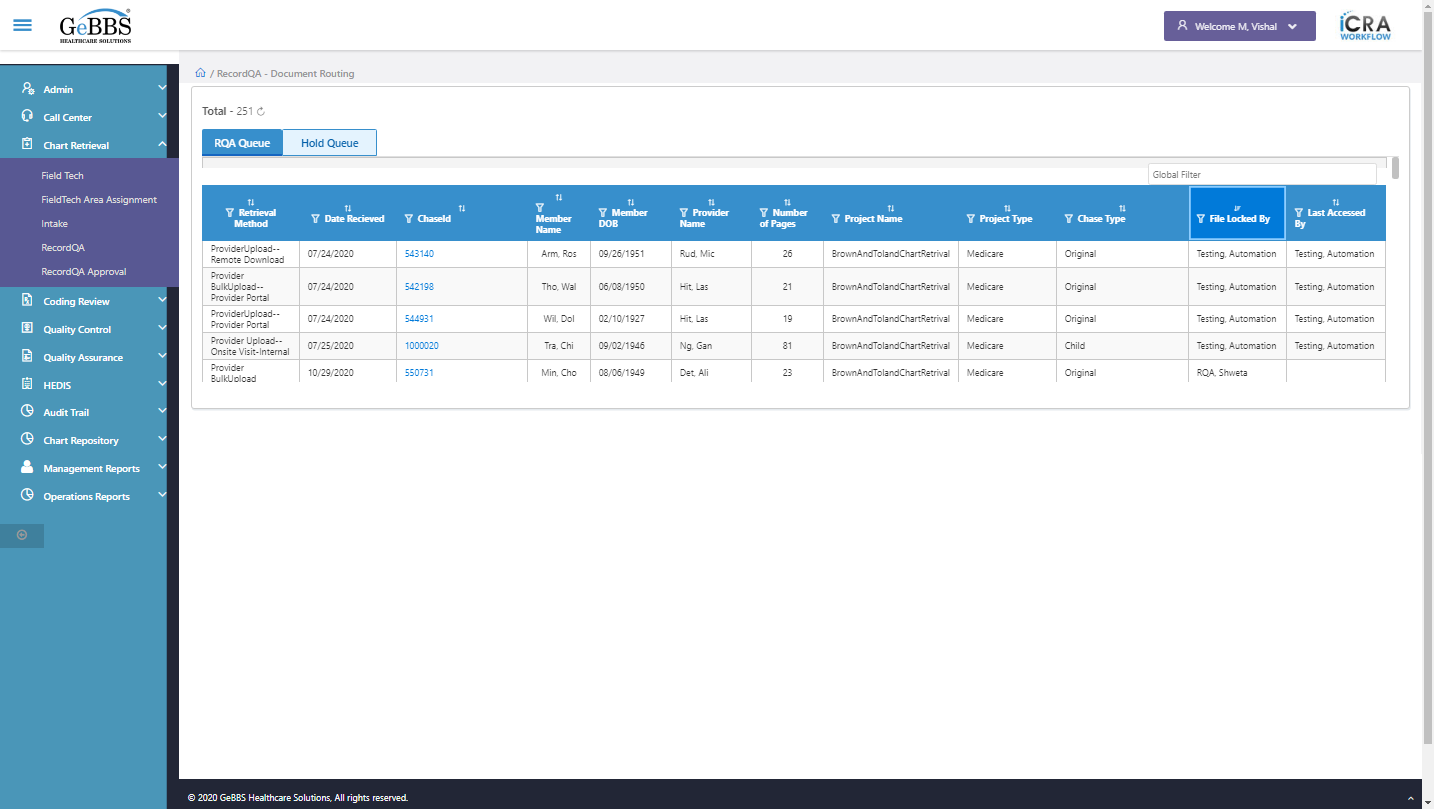 GeBBS
HEALTHCARE SOLUTIONS
Welcome M, Vishal
iCRA
WORKFLOW
Admin
Call Center
Chart Retrieval
Field Tech
FieldTech Area Assignment
Intake
RecordQA
RecordQA Approval
Coding Review
Quality Control
Quality Assurance
HEDIS
Audit Trail
Chart Repository
Management Reports
Operations Reports
/ RecordQA - Document Routing
Total - 251
RQA Queue Hold Queue
Global Filter
Retrieval
Method
Date Recieved
ChaseId
Member
Name
Member
DOB
Provider
Name
Number
of Pages
Project Name
Project Type
Chase Type
File Locked By
Last Accessed
By
ProviderUpload--
Remote Download
07/24/2020 543140 Arm, Ros 09/26/1951 Rud, Mic 26 BrownAndTolandChartRetrival Medicare Original Testing, Automation Testing, Automation
Provider
BulkUpload--
Provider Portal
07/24/2020 542198 Tho, Wal 06/08/1950 Hit, Las 21 BrownAndTolandChartRetrival Medicare Original Testing, Automation Testing, Automation
ProviderUpload--
Provider Portal
07/24/2020 544931 Wil, Dol 02/10/1927 Hit, Las 19 BrownAndTolandChartRetrival Medicare Original Testing, Automation Testing, Automation
Provider Upload--
Onsite Visit-Internal
07/25/2020 1000020 Tra, Chi 09/02/1946 Ng, Gan 81 BrownAndTolandChartRetrival Medicare Child Testing, Automation Testing, Automation
Provider
BulkUpload
10/29/2020 550731 Min, Cho 08/06/1949 Det, Ali 23 BrownAndTolandChartRetrival Medicare Original RQA, Shweta
© 2020 GeBBS Healthcare Solutions, All rights reserved.